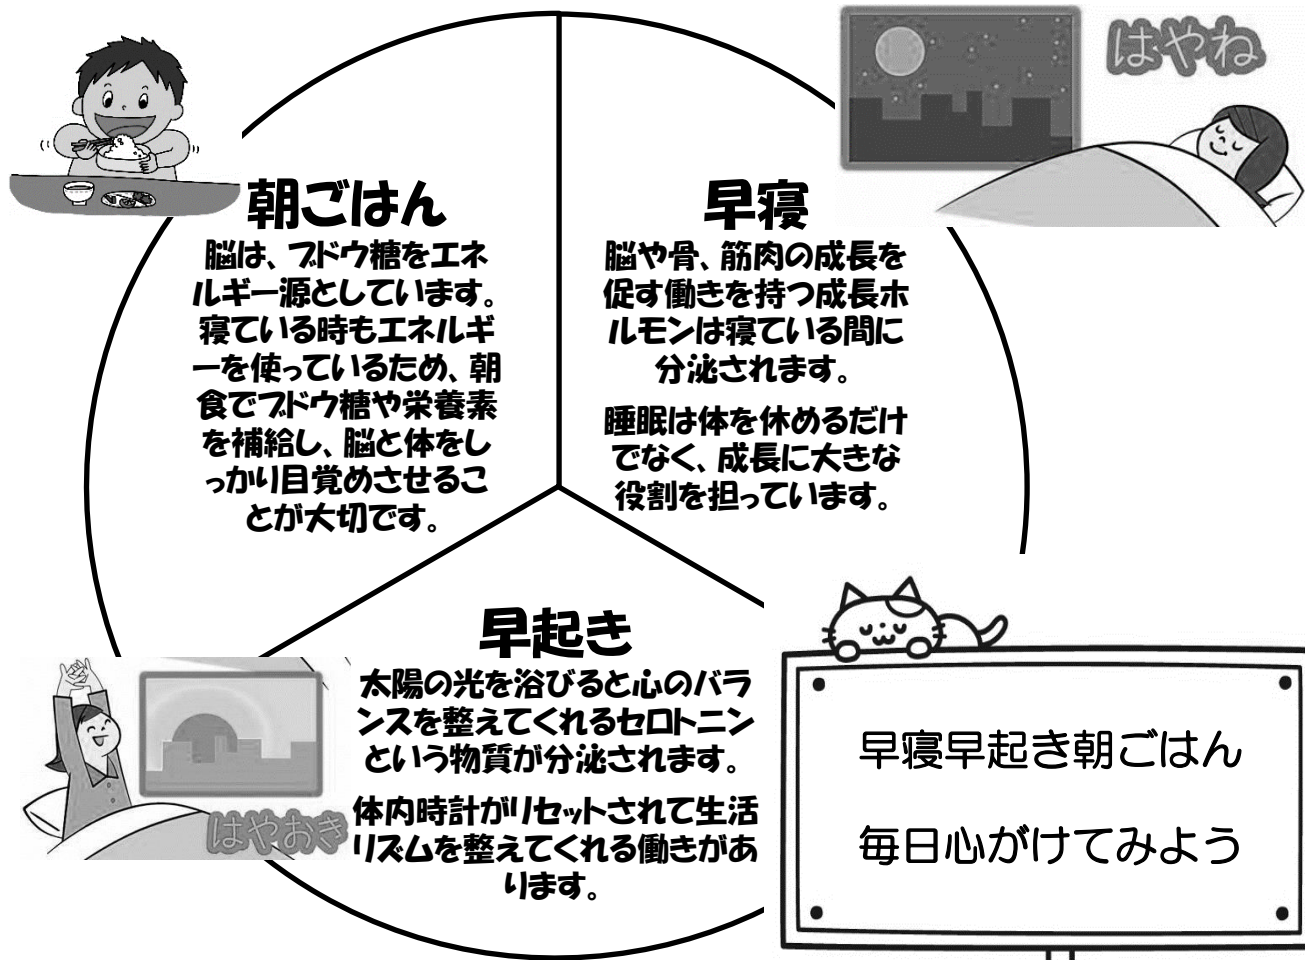 朝ごはん
脳は、ブドウ糖をエネ
ルギー源としています。
寝ている時もエネルギ
ーを使っているため、朝
食でブドウ糖や栄養素
を補給し、脳と体をし
っかり目覚めさせるこ
とが大切です。
はやね
早寝
脳や骨、筋肉の成長を
促す働きを持つ成長ホ
ルモンは寝ている間に
分泌されます。
睡眠は体を休めるだけ
でなく、成長に大きな
役割を担っています。
早起き
太陽の光を浴びると心のバラ
ンスを整えてくれるセロトニン
という物質が分泌されます。
体内時計がリセットされて生活
リズムを整えてくれる働きがあ
ります。
はやおき
早寝早起き朝ごはん
毎日心がけてみよう